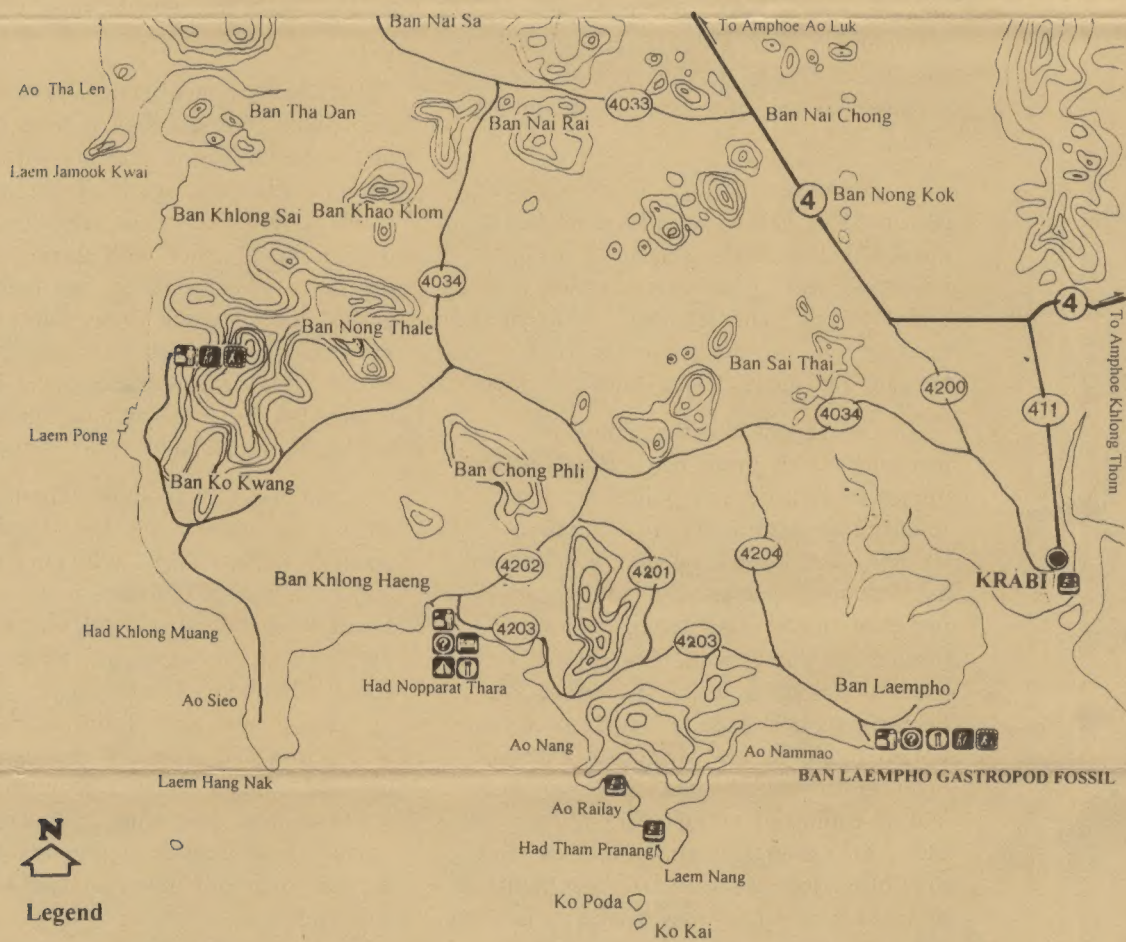 Ban Nai Sa
To Amphoe Ao Luk
Ao Tha Len
Ban Tha Dan
4033
Ban Nai Rai
Ban Nai Chong
Laem Jamook Kwai
4
Ban Nong Kok
Ban Khlong Sai
Ban Khao Klom
4034
4
Ban Nong Thale
To Amphoe Khlong Thom
Ban Sai Thai
4200
411
4034
Laem Pong
Ban Ko Kwang
Ban Chong Phli
4202
4201
4204
Ban Khlong Haeng
KRABI
?
Had Khlong Muang
4203
4203
Had Nopparat Thara
Ban Laempho
Ao Sieo
?
Ao Nang
Ao Nammao
Laem Hang Nak
BAN LAEMPHO GASTROPOD FOSSIL
Ao Railay
N
Had Tham Pranang
Laem Nang
Ko Poda
Legend
Ko Kai